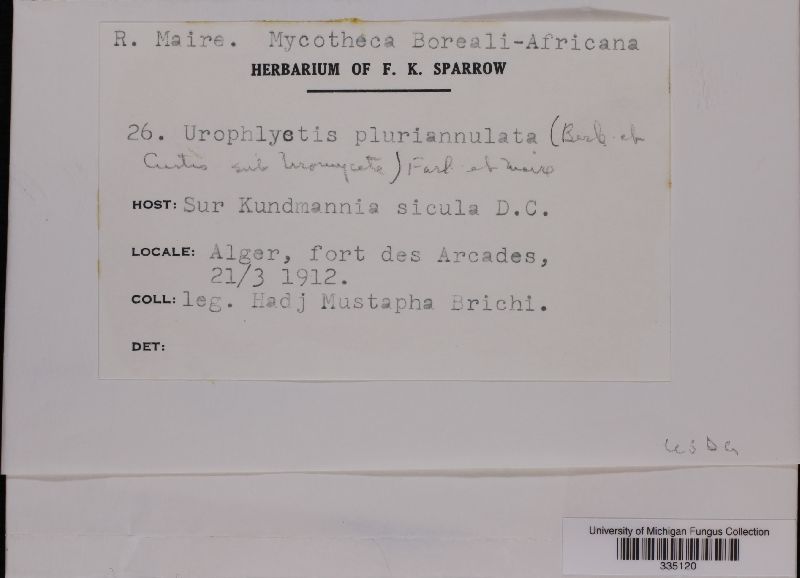 R. Maire. Mycotheca Boreali-Africana
HERBARIUM OF F. K. SPARROW
26. Urophlyctis pluriannulata (Berk. et
Curtis sub Uromycete) Farl. et Maire
HOST: Sur Kundmannia sicula D.C.
LOCALE: Alger, fort des Arcades,
21/3 1912.
COLL: leg. Hadj Mustapha Brichi.
DET:
University of Michigan Fungus Collection
335120